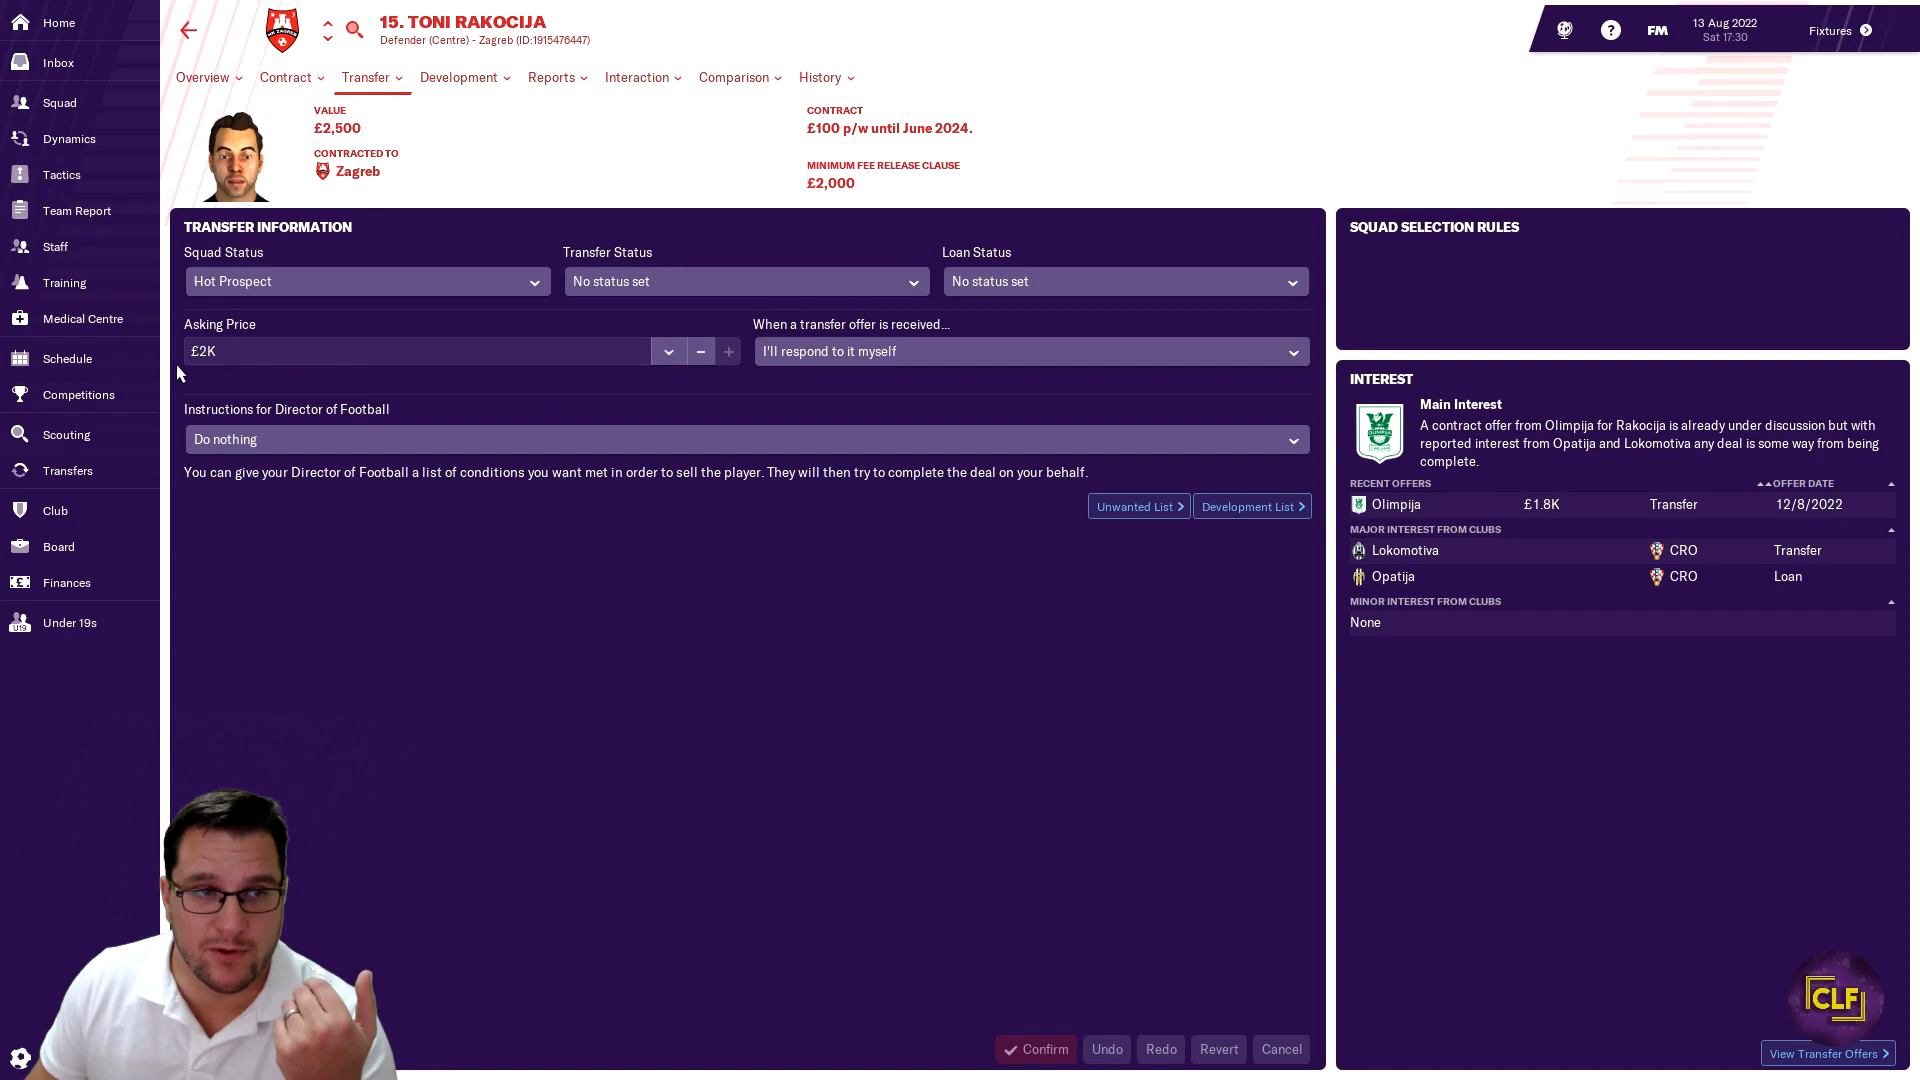 Home
Inbox
Squad
Dynamics
Tactics
Team Report
Staff
Training
Medical Centre
Schedule
Competitions
Scouting
Transfers
Club
Board
Finances
U19
Under 19s
15. TONI RAKOCIJA
Defender (Centre) - Zagreb (ID:1915476447)
FM
13 Aug 2022
Sat 17:30
Fixtures
Overview
Contract
Transfer
Development
Reports
Interaction
Comparison
History
VALUE
£2,500
CONTRACTED TO
Zagreb
CONTRACT
£100 p/w until June 2024.
MINIMUM FEE RELEASE CLAUSE
£2,000
TRANSFER INFORMATION
Squad Status
Transfer Status
Loan Status
Hot Prospect
No status set
No status set
Asking Price
When a transfer offer is received...
£2K
I'll respond to it myself
Instructions for Director of Football
Do nothing
You can give your Director of Football a list of conditions you want met in order to sell the player. They will then try to complete the deal on your behalf.
Unwanted List
Development List
Confirm
Undo
Redo
Revert
Cancel
SQUAD SELECTION RULES
INTEREST
Main Interest
A contract offer from Olimpija for Rakocija is already under discussion but with
reported interest from Opatija and Lokomotiva any deal is some way from being
complete.
RECENT OFFERS
OFFER DATE
Olimpija £1.8K Transfer 12/8/2022
MAJOR INTEREST FROM CLUBS
Lokomotiva CRO Transfer
Opatija CRO Loan
MINOR INTEREST FROM CLUBS
None
CLF
View Transfer Offers